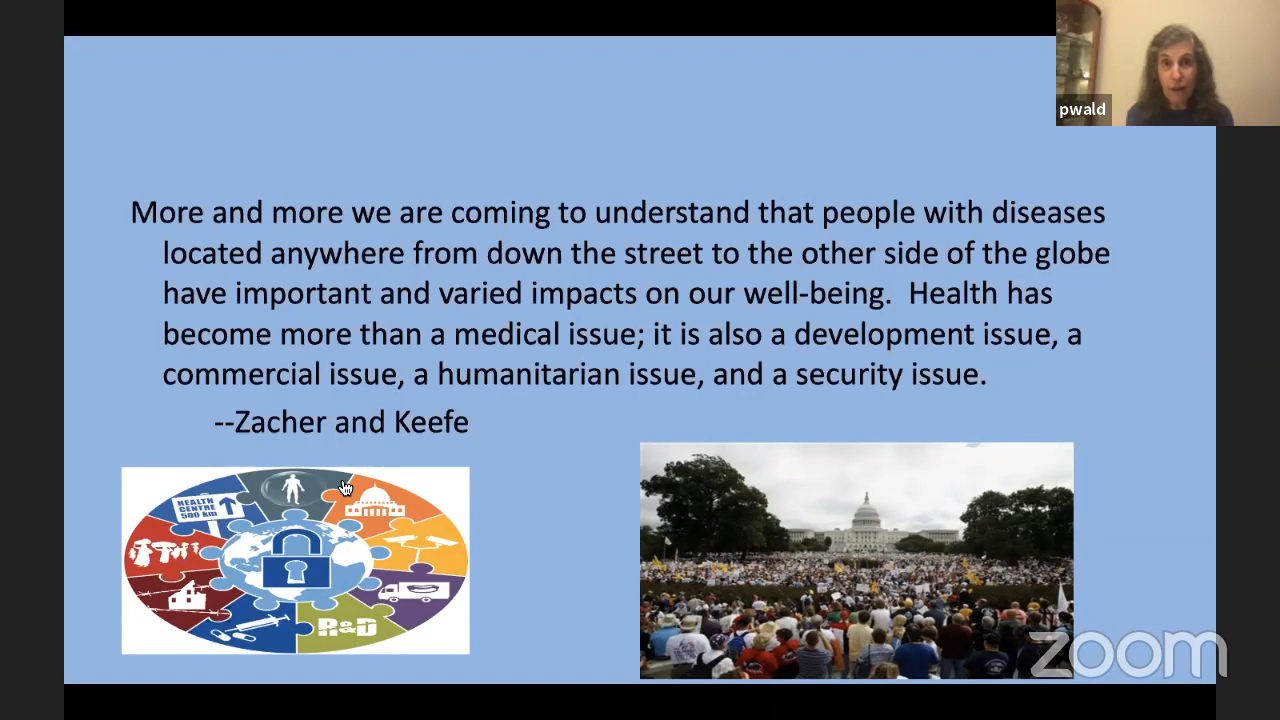 pwald
More and more we are coming to understand that people with diseases
located anywhere from down the street to the other side of the globe
have important and varied impacts on our well-being.  Health has
become more than a medical issue; it is also a development issue, a
commercial issue, a humanitarian issue, and a security issue.
--Zacher and Keefe
HEALTH
CENTRE
500 km
R&D
zoom